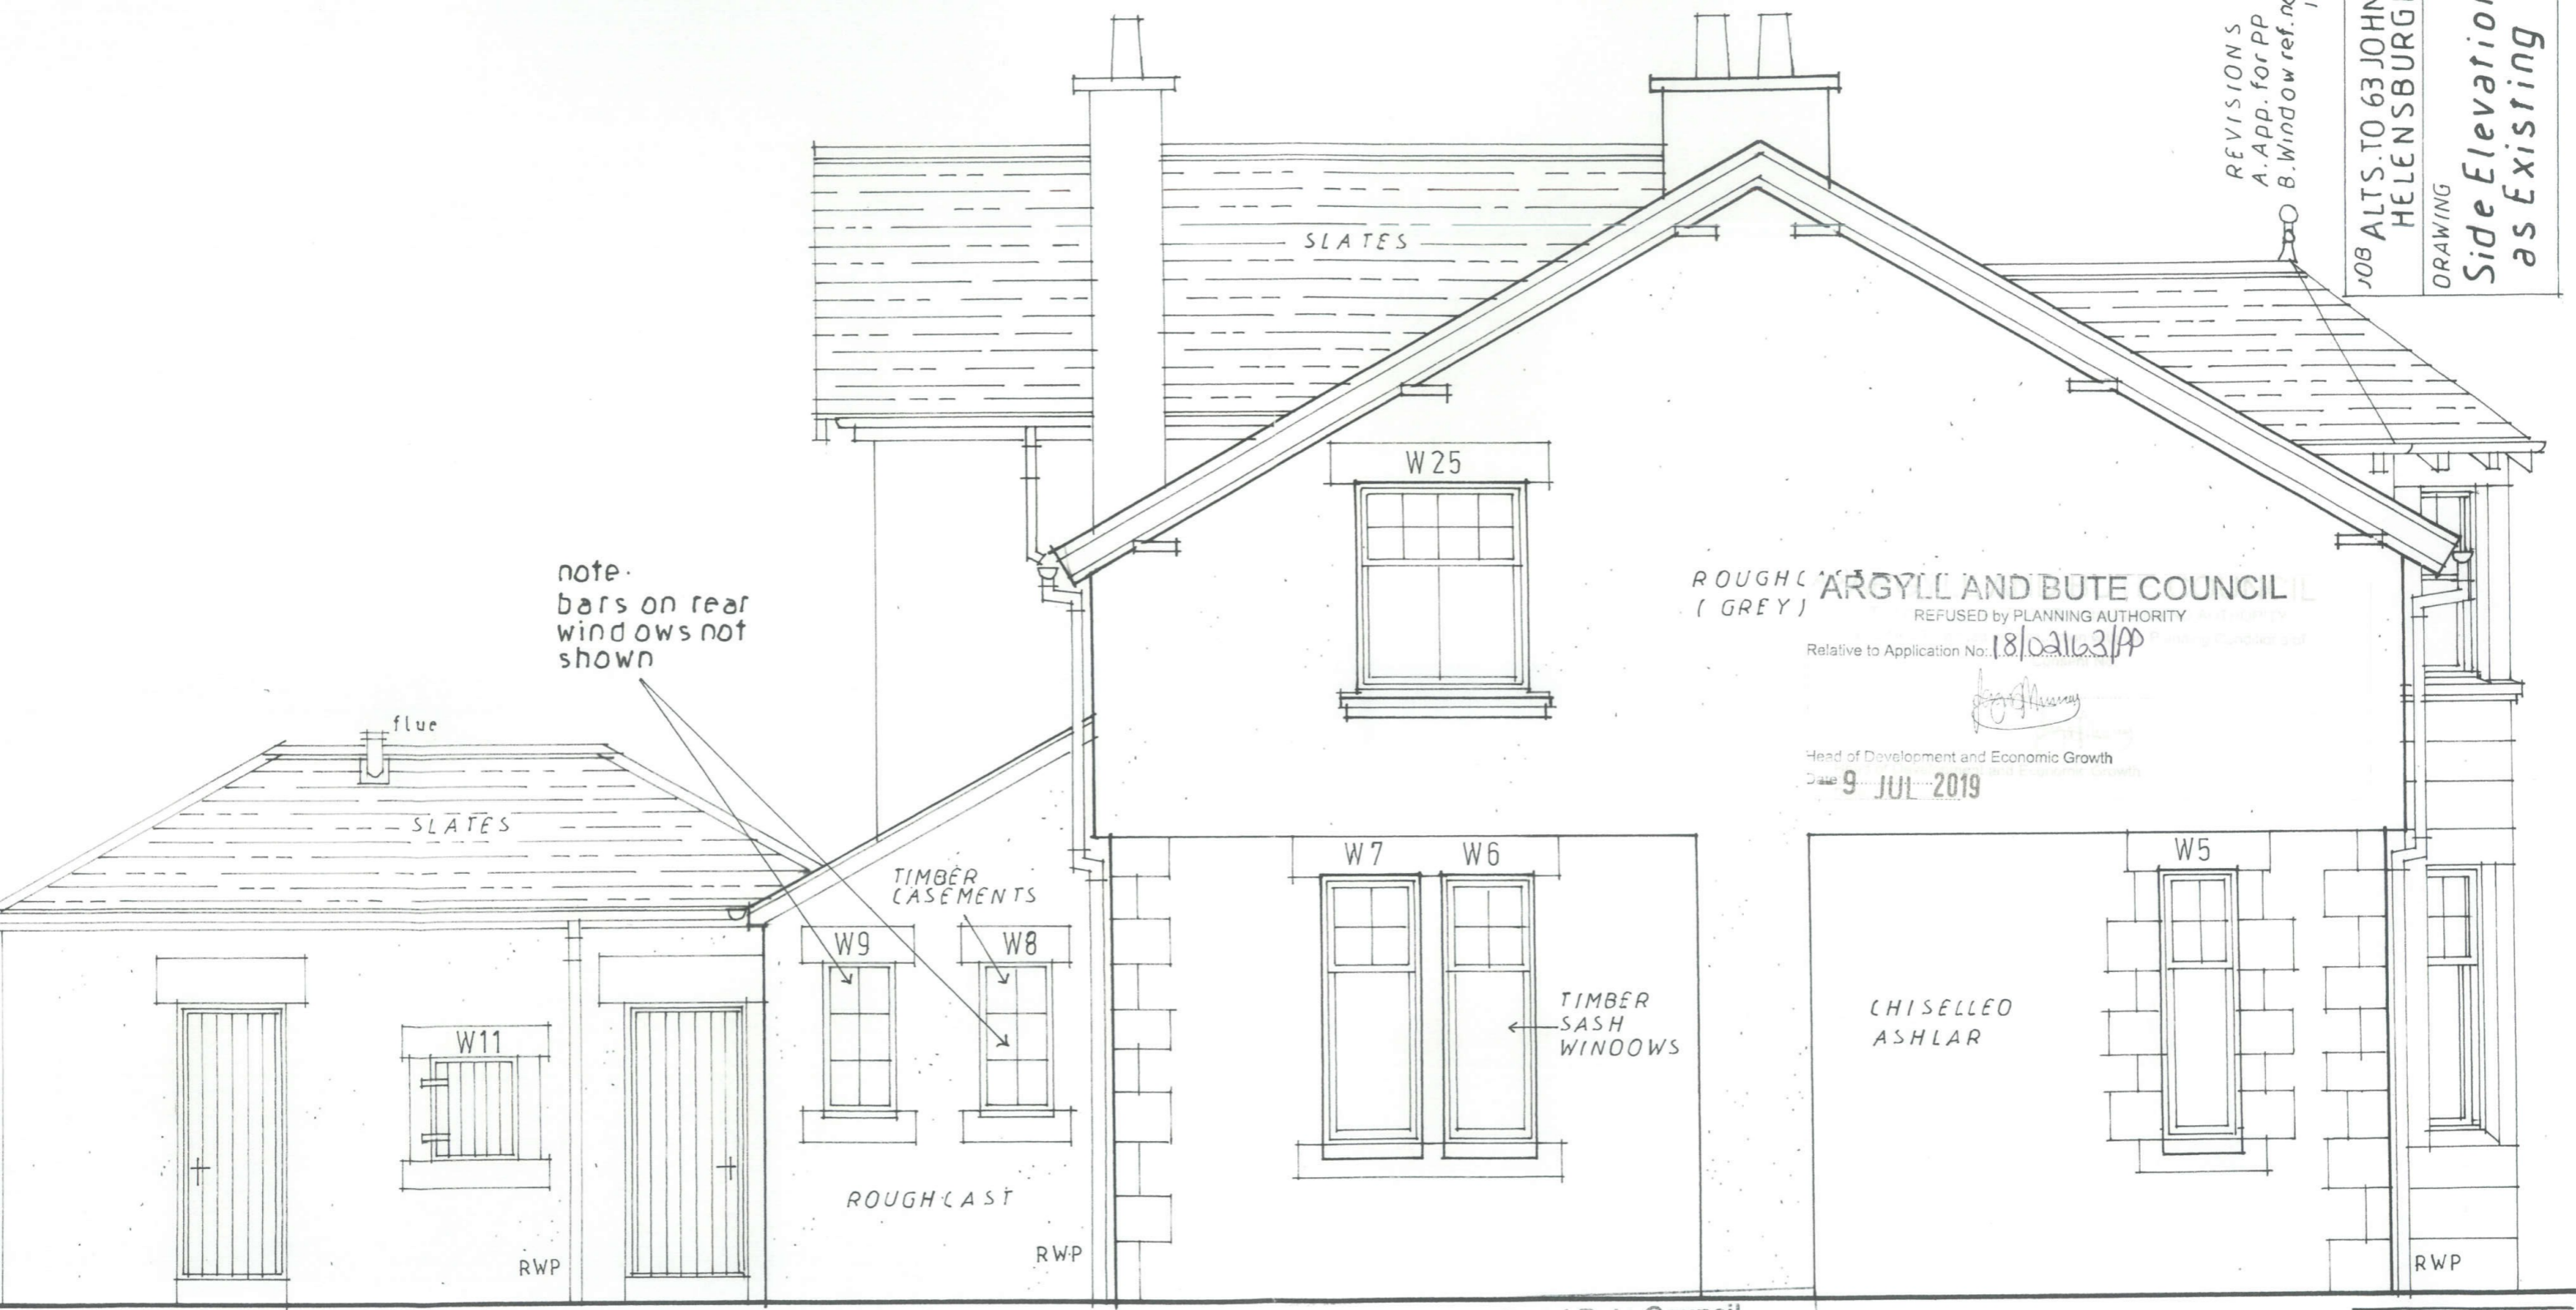 REVISIONS
A. App. for PP
B. Window ref. no
JOB ALTS. TO 63 JOHN
HELENSBURG
DRAWING
Side Elevation
as Existing
SLATES
W25
note.
bars on rear
windows not
shown
ROUGHC
(GREY)
ARGYLL AND BUTE COUNCIL
REFUSED by PLANNING AUTHORITY
Relative to Application No: 18/02163/PP
Head of Development and Economic Growth
Date 9 JUL 2019
flue
SLATES
TIMBER
CASEMENTS
W7
W6
W5
W9
W8
W11
TIMBER
SASH
WINDOWS
CHISELLED
ASHLAR
ROUGHCAST
RWP
RWP
RWP